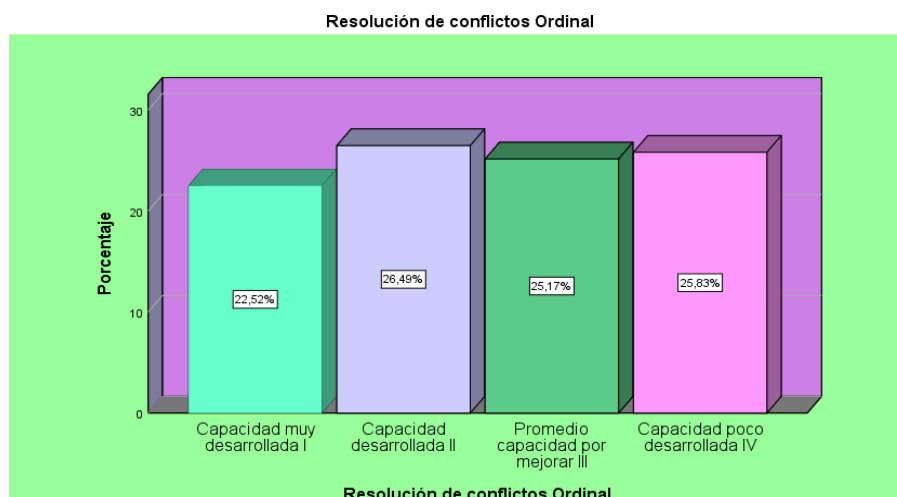 Resolución de conflictos Ordinal
Porcentaje
30
20
10
0
22,52%
26,49%
25,17%
25,83%
Capacidad muy
desarrollada I
Capacidad
desarrollada II
Promedio
capacidad por
mejorar III
Capacidad poco
desarrollada IV
Resolución de conflictos Ordinal